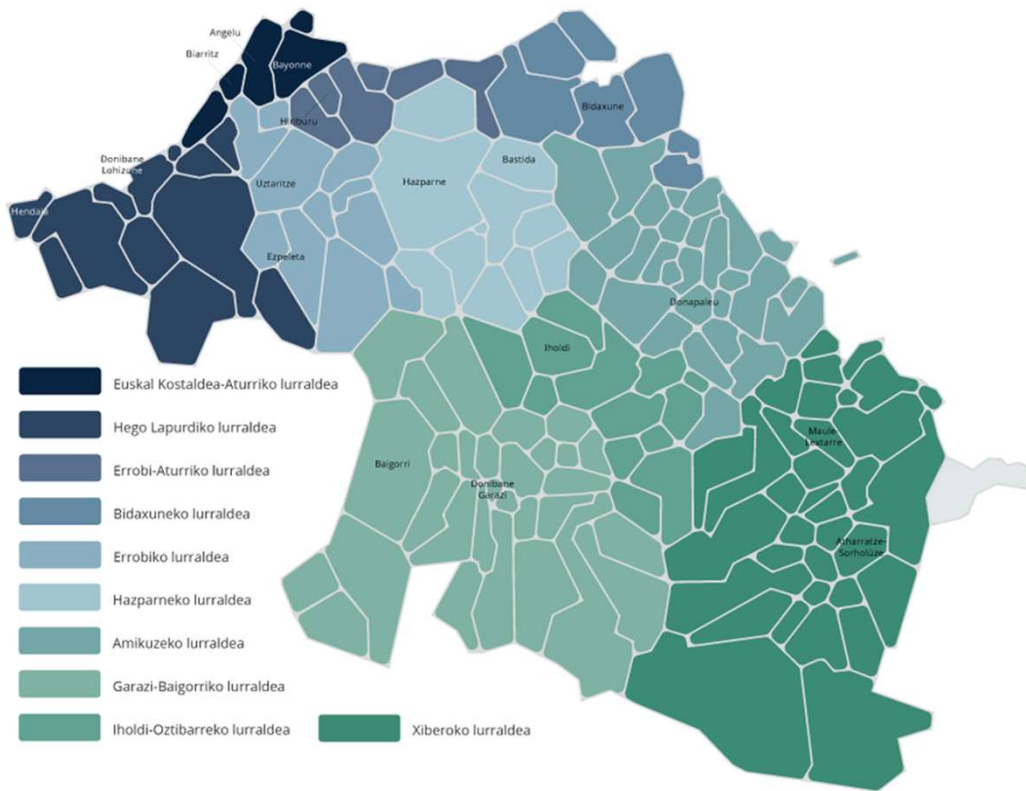 Angelu
Biarritz
Bayonne
Bidaxune
Hiriburu
Donibane
Lohizune
Bastida
Uztaritze
Hazparne
Hendaia
Ezpeleta
Donapaleu
Iholdi
Maule-
Lextarre
Baigorri
Donibane
Garazi
Atharratze-
Sorholüze
Euskal Kostaldea-Aturriko lurraldea
Hego Lapurdiko lurraldea
Errobi-Aturriko lurraldea
Bidaxuneko lurraldea
Errobiko lurraldea
Hazparneko lurraldea
Amikuzeko lurraldea
Garazi-Baigorriko lurraldea
Iholdi-Oztibarreko lurraldea
Xiberoko lurraldea